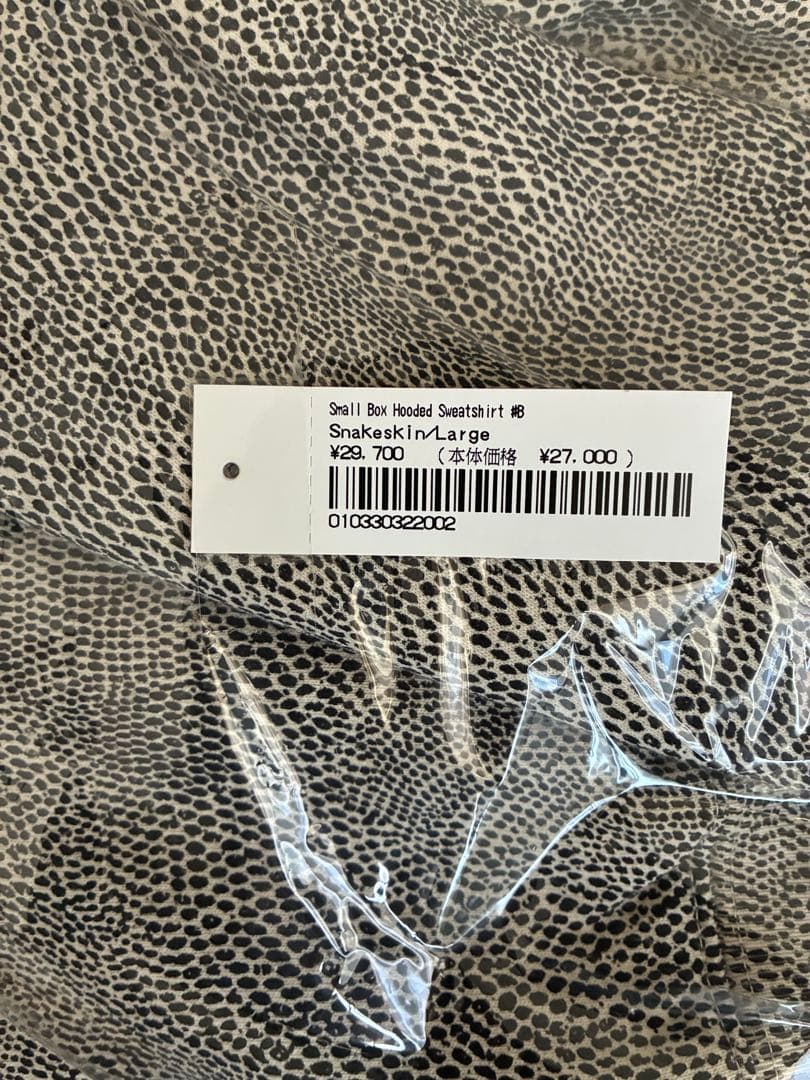 Small Box Hooded Sweatshirt #B
Snakeskin/Large
¥29,700 (本体価格 ¥27,000 )
010330322002